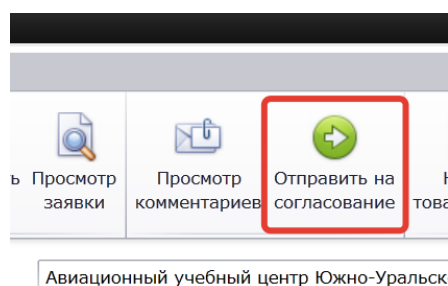 Просмотр заявки
Просмотр комментариев
Отправить на согласование
Авиационный учебный центр Южно-Уральск